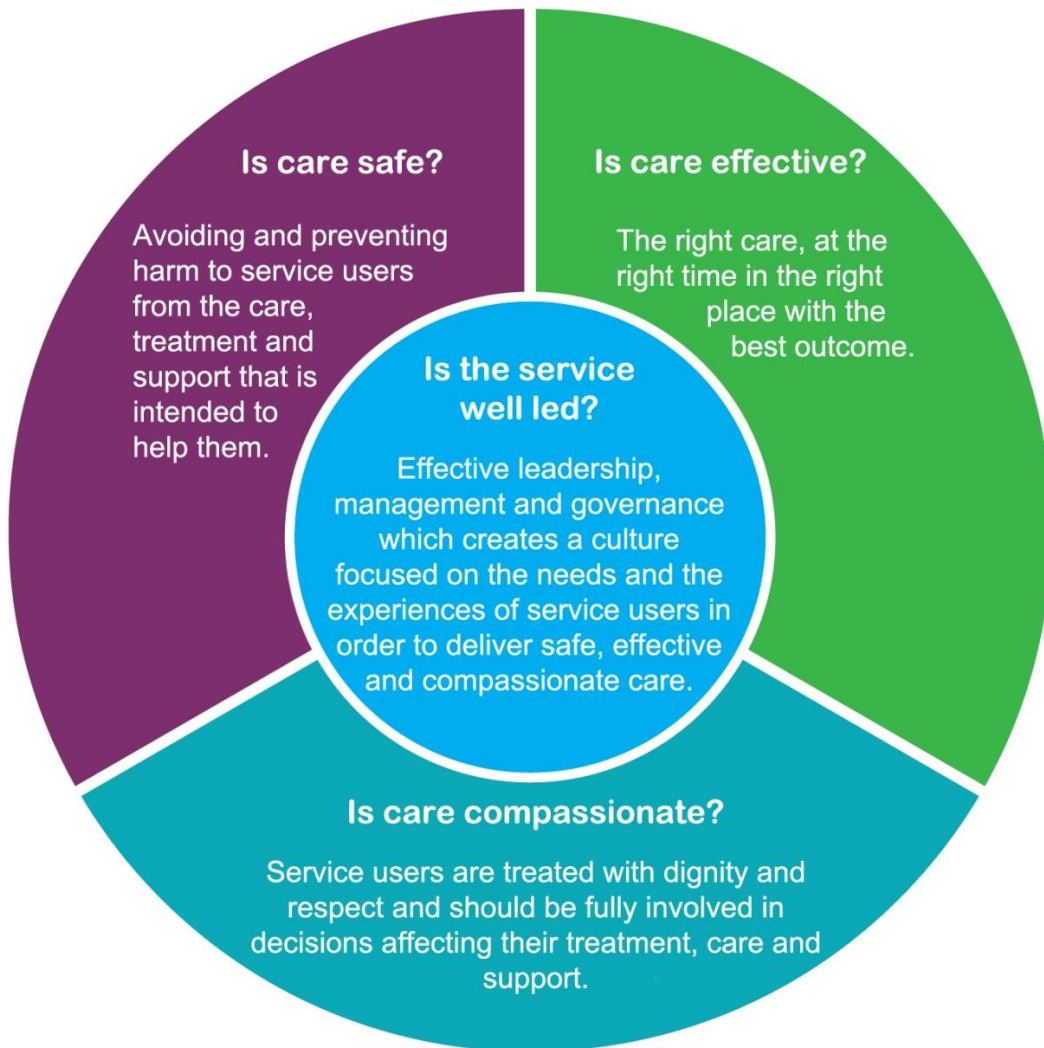 Is care safe?
Avoiding and preventing
harm to service users
from the care,
treatment and
support that is
intended to
help them.
Is care effective?
The right care, at the
right time in the right
place with the
best outcome.
Is the service
well led?
Effective leadership,
management and governance
which creates a culture
focused on the needs and the
experiences of service users in
order to deliver safe, effective
and compassionate care.
Is care compassionate?
Service users are treated with dignity and
respect and should be fully involved in
decisions affecting their treatment, care and
support.